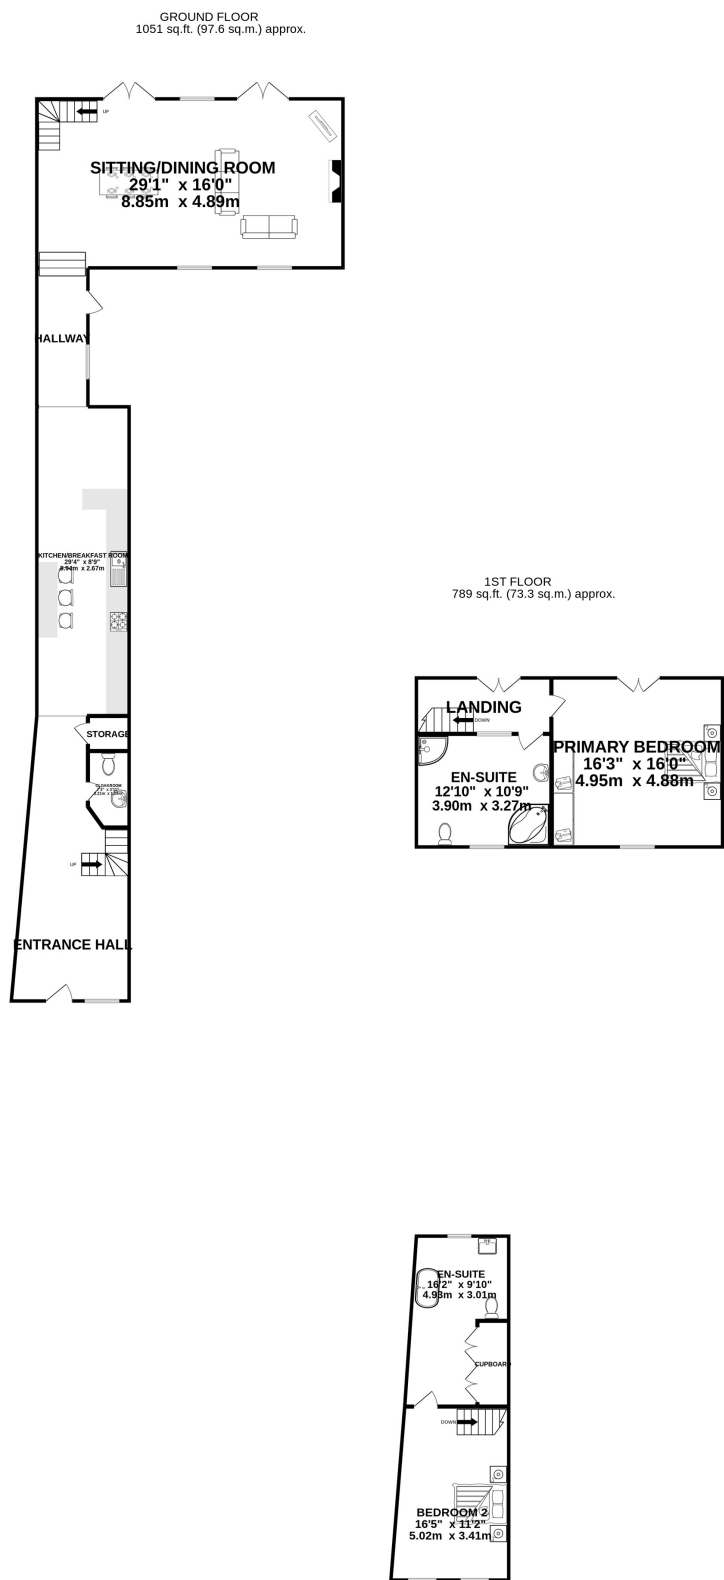 GROUND FLOOR
1051 sq.ft. (97.6 sq.m.) approx.
UP
SITTING/DINING ROOM
29'1" x 16'0"
8.85m x 4.89m
HALLWAY
KITCHEN/BREAKFAST ROOM
29'4" x 8'9"
8.94m x 2.67m
STORAGE
CLOAKROOM
UP
ENTRANCE HALL
1ST FLOOR
789 sq.ft. (73.3 sq.m.) approx.
LANDING
DOWN
PRIMARY BEDROOM
16'3" x 16'0"
4.95m x 4.88m
EN-SUITE
12'10" x 10'9"
3.90m x 3.27m
EN-SUITE
16'2" x 9'10"
4.93m x 3.01m
CUPBOARD
DOWN
BEDROOM 2
16'5" x 11'2"
5.02m x 3.41m